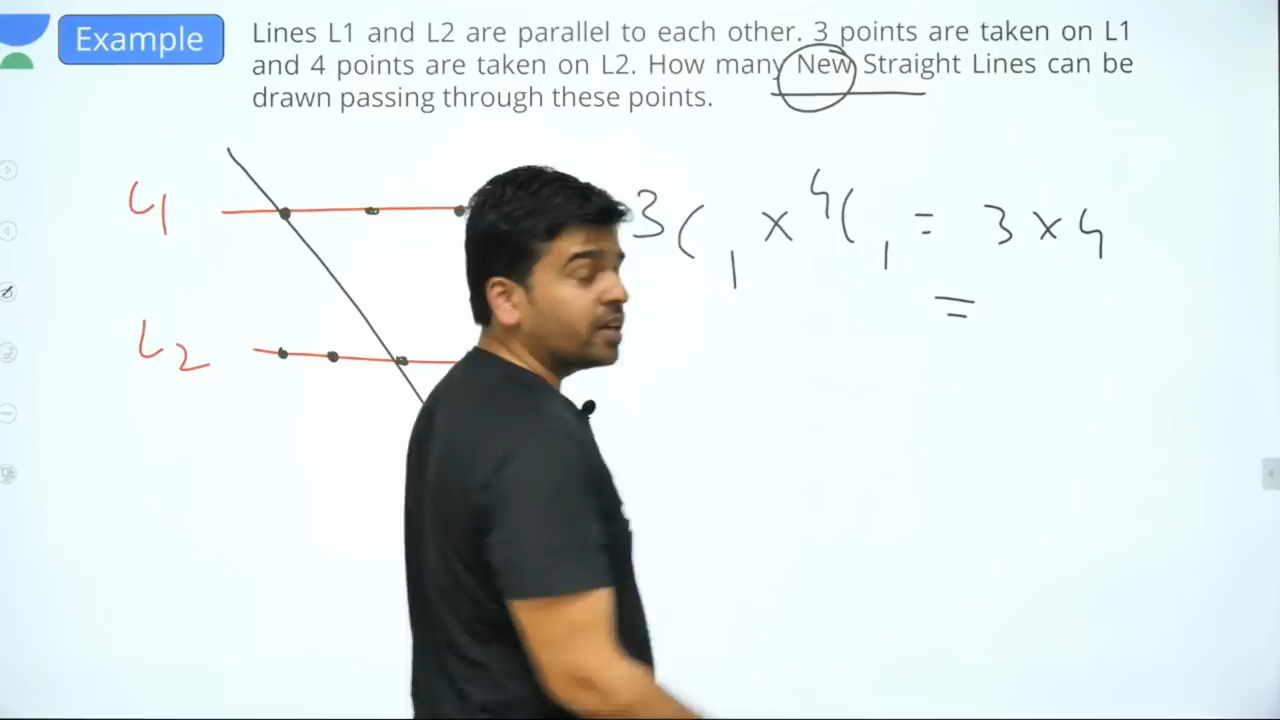 Example
Lines L1 and L2 are parallel to each other. 3 points are taken on L1
and 4 points are taken on L2. How many New Straight Lines can be
drawn passing through these points.
L1
3C1 x 4C1 = 3 x 4
=
L2